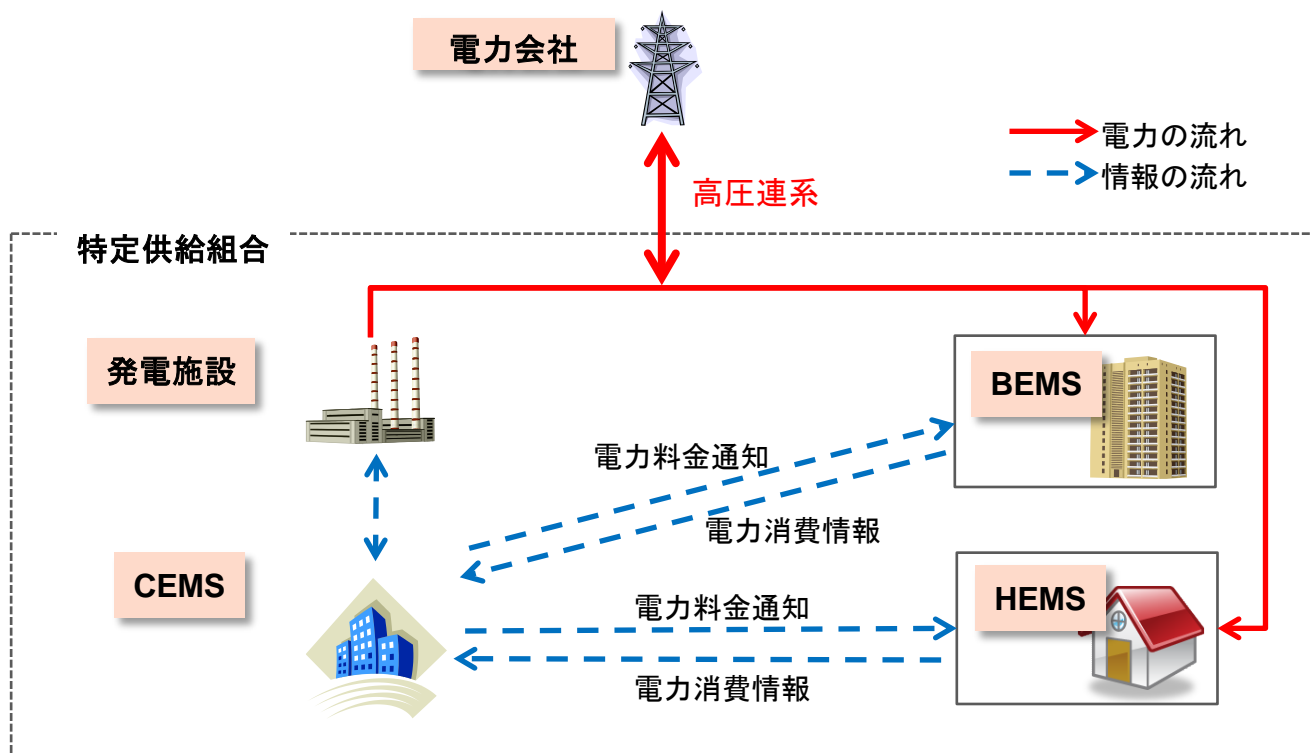 電力会社
電力の流れ
情報の流れ
高圧連系
特定供給組合
発電施設
BEMS
電力料金通知
電力消費情報
CEMS
HEMS
電力料金通知
電力消費情報